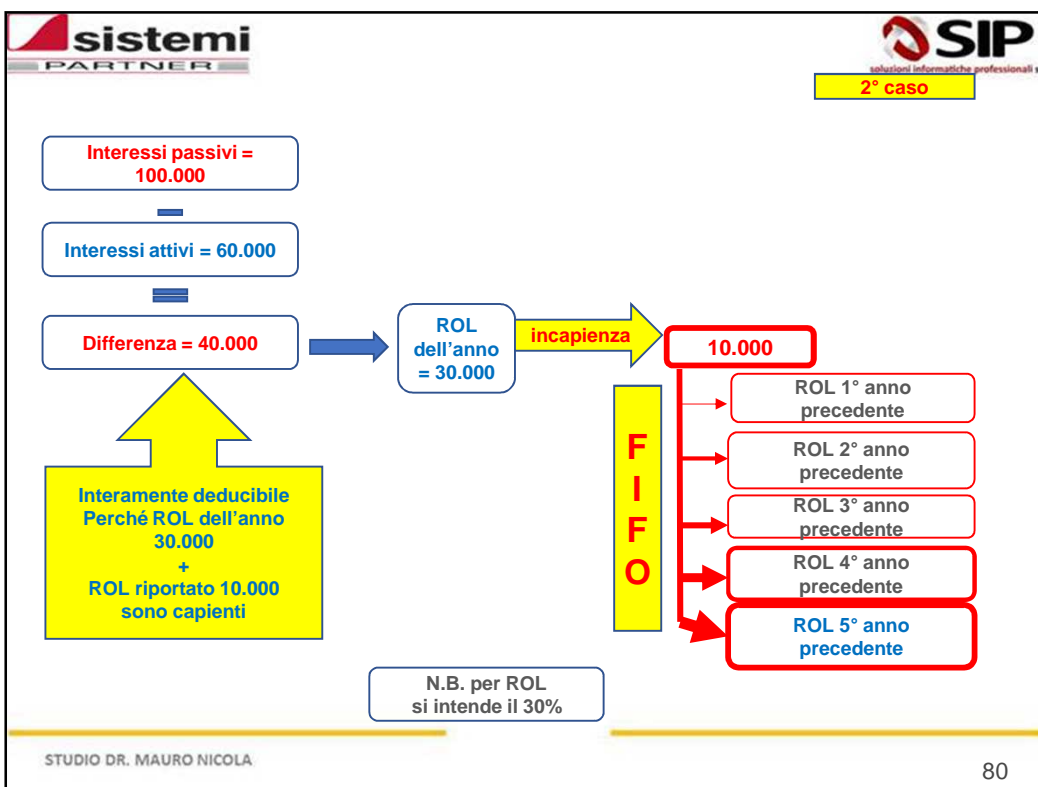 sistemi
PARTNER
SIP
soluzioni informatiche professionali s
2° caso
Interessi passivi =
100.000
Interessi attivi = 60.000
Differenza = 40.000
ROL
dell'anno
= 30.000
incapienza
10.000
F
I
F
O
ROL 1° anno
precedente
ROL 2° anno
precedente
ROL 3° anno
precedente
ROL 4° anno
precedente
ROL 5° anno
precedente
Interamente deducibile
Perché ROL dell'anno
30.000
+
ROL riportato 10.000
sono capienti
N.B. per ROL
si intende il 30%
STUDIO DR. MAURO NICOLA
80